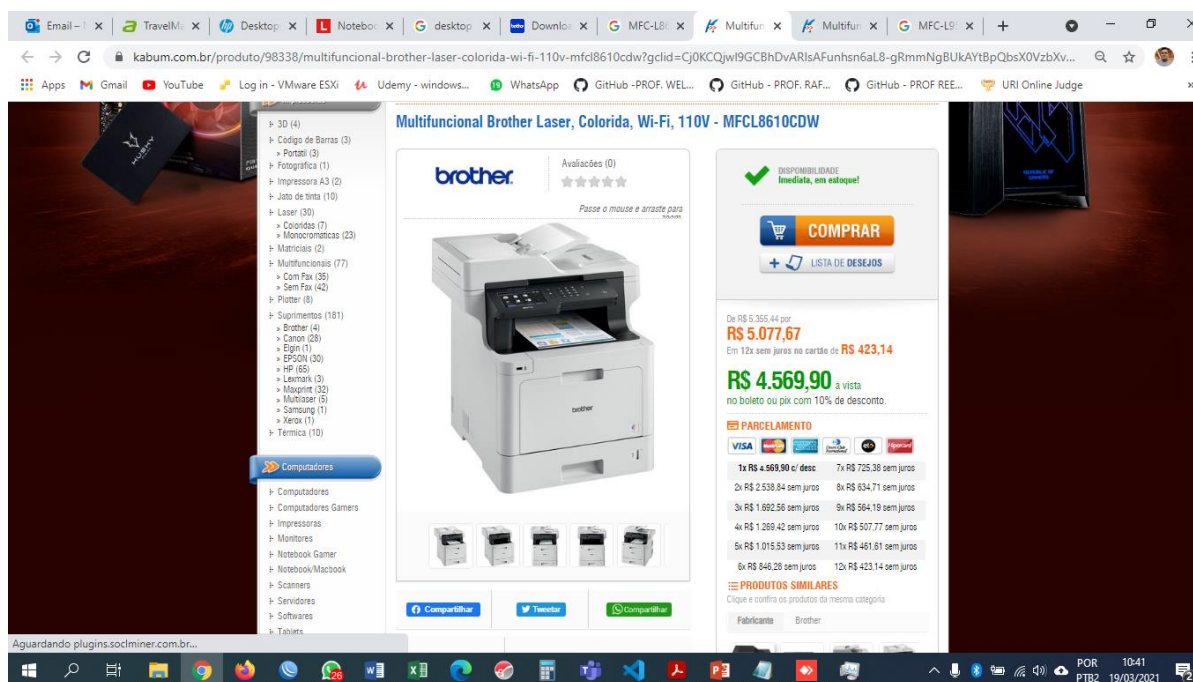 Email –
TravelMa
Desktop
Noteboo
desktop
Downloa
MFC-L86
Multifun
Multifun
MFC-L95
kabum.com.br/produto/98338/multifuncional-brother-laser-colorida-wi-fi-110v-mfcl8610cdw?gclid=
Apps
Gmail
YouTube
Log in - VMware ESXi
Udemy - windows...
WhatsApp
GitHub -PROF. WEL...
GitHub - PROF. RAF...
GitHub - PROF REE...
URI Online Judge
3D (4)
Código de Barras (3)
» Portátil (3)
Fotográfica (1)
Impressora A3 (2)
Jato de tinta (10)
Laser (30)
» Coloridas (7)
» Monocromáticas (23)
Matriciais (2)
Multifuncionais (77)
» Com Fax (35)
» Sem Fax (42)
Plotter (8)
Suprimentos (181)
» Brother (4)
» Canon (28)
» Elgin (1)
» EPSON (30)
» HP (65)
» Lexmark (3)
» Maxprint (32)
» Multilaser (5)
» Samsung (1)
» Xerox (1)
Térmica (10)
Computadores
Computadores
Computadores Gamers
Impressoras
Monitores
Notebook Gamer
Notebook/Macbook
Scanners
Servidores
Softwares
Tablets
Multifuncional Brother Laser, Colorida, Wi-Fi, 110V - MFCL8610CDW
brother
Avaliações (0)
Passe o mouse e arraste para
zoom.
brother
Compartilhar
Tweetar
Compartilhar
DISPONIBILIDADE
Imediata, em estoque!
COMPRAR
+ LISTA DE DESEJOS
De R$ 5.355,44 por
R$ 5.077,67
Em 12x sem juros no cartão de R$ 423,14
R$ 4.569,90 à vista
no boleto ou pix com 10% de desconto.
PARCELAMENTO
VISA
elo
Hipercard
1x R$ 4.569,90 c/ desc 7x R$ 725,38 sem juros
2x R$ 2.538,84 sem juros 8x R$ 634,71 sem juros
3x R$ 1.692,56 sem juros 9x R$ 564,19 sem juros
4x R$ 1.269,42 sem juros 10x R$ 507,77 sem juros
5x R$ 1.015,53 sem juros 11x R$ 461,61 sem juros
6x R$ 846,28 sem juros 12x R$ 423,14 sem juros
PRODUTOS SIMILARES
Clique e confira os produtos da mesma categoria
Fabricante Brother
Aguardando plugins.soclminer.com.br...
26
POR
PTB2
10:41
19/03/2021
2